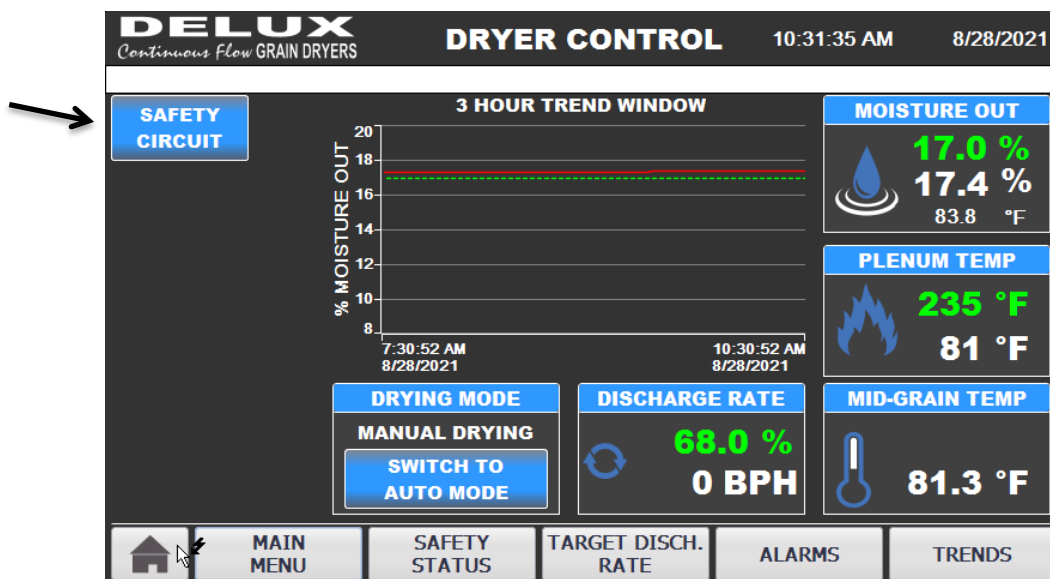 DELUX
Continuous Flow GRAIN DRYERS
DRYER CONTROL
10:31:35 AM
8/28/2021
SAFETY
CIRCUIT
3 HOUR TREND WINDOW
% MOISTURE OUT
20
18
16
14
12
10
8
7:30:52 AM
8/28/2021
10:30:52 AM
8/28/2021
MOISTURE OUT
17.0 %
17.4 %
83.8 °F
PLENUM TEMP
235 °F
81 °F
DRYING MODE
MANUAL DRYING
SWITCH TO
AUTO MODE
DISCHARGE RATE
68.0 %
0 BPH
MID-GRAIN TEMP
81.3 °F
MAIN
MENU
SAFETY
STATUS
TARGET DISCH.
RATE
ALARMS
TRENDS